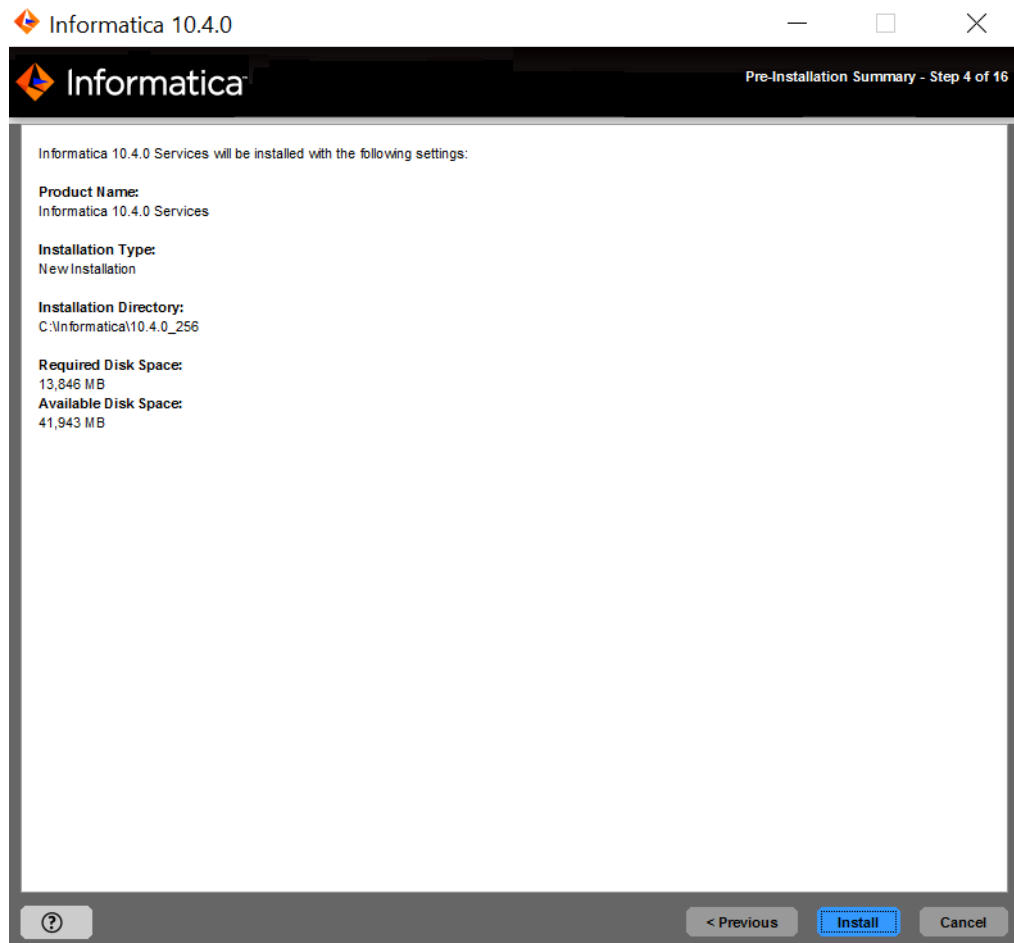 Informatica 10.4.0
Informatica
Pre-Installation Summary - Step 4 of 16
Informatica 10.4.0 Services will be installed with the following settings:
Product Name:
Informatica 10.4.0 Services
Installation Type:
New Installation
Installation Directory:
C:\Informatica\10.4.0_256
Required Disk Space:
13,846 MB
Available Disk Space:
41,943 MB
?
< Previous
Install
Cancel